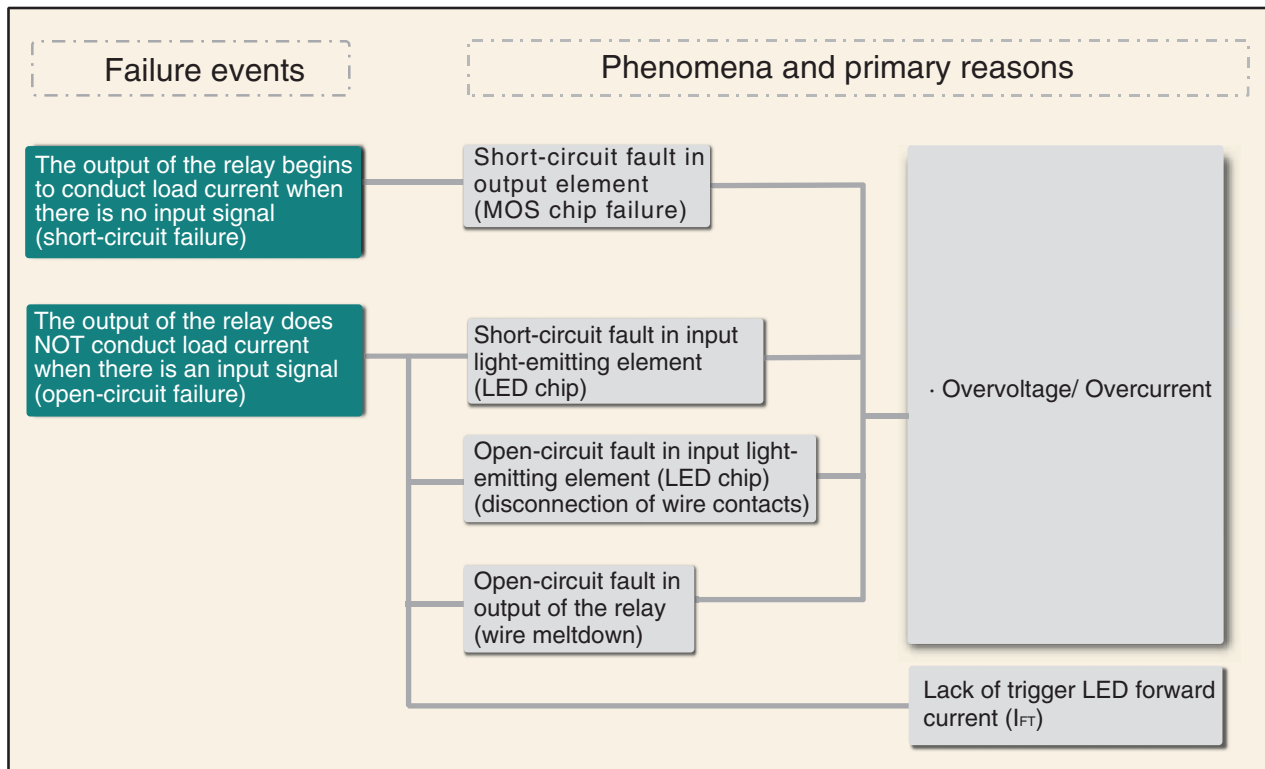 Failure events
Phenomena and primary reasons
The output of the relay begins
to conduct load current when
there is no input signal
(short-circuit failure)
Short-circuit fault in
output element
(MOS chip failure)
The output of the relay does
NOT conduct load current
when there is an input signal
(open-circuit failure)
Short-circuit fault in input
light-emitting element
(LED chip)
Open-circuit fault in input light-
emitting element (LED chip)
(disconnection of wire contacts)
Open-circuit fault in
output of the relay
(wire meltdown)
· Overvoltage/ Overcurrent
Lack of trigger LED forward
current (IFT)